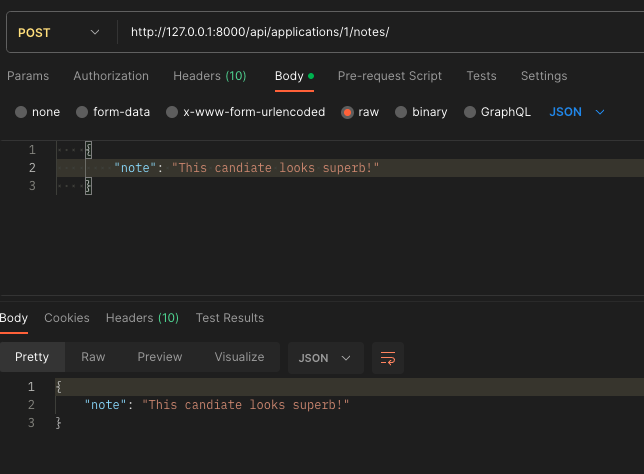 POST http://127.0.0.1:8000/api/applications/1/notes/
Params Authorization Headers (10) Body Pre-request Script Tests Settings
none form-data x-www-form-urlencoded raw binary GraphQL JSON
1 {
2 "note": "This candiate looks superb!"
3 }
Body Cookies Headers (10) Test Results
Pretty Raw Preview Visualize JSON
1 {
2 "note": "This candiate looks superb!"
3 }